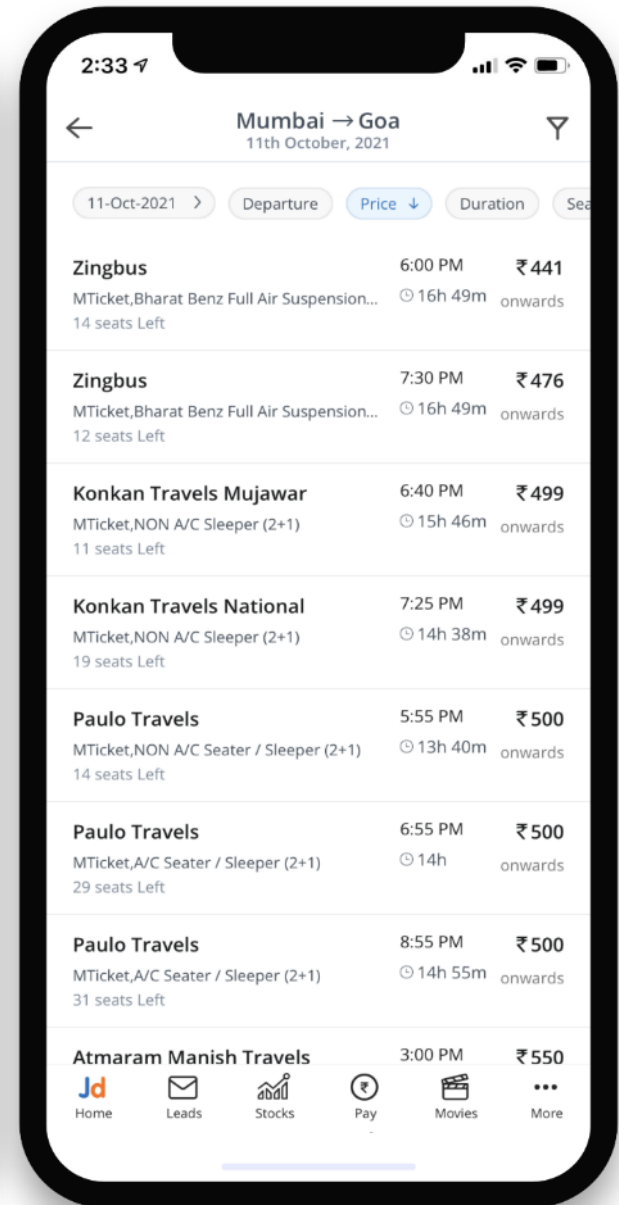 2:33
Mumbai → Goa
11th October, 2021
11-Oct-2021 > Departure Price ↓ Duration Sea
Zingbus 6:00 PM ₹441
MTicket,Bharat Benz Full Air Suspension... 16h 49m onwards
14 seats Left
Zingbus 7:30 PM ₹476
MTicket,Bharat Benz Full Air Suspension... 16h 49m onwards
12 seats Left
Konkan Travels Mujawar 6:40 PM ₹499
MTicket,NON A/C Sleeper (2+1) 15h 46m onwards
11 seats Left
Konkan Travels National 7:25 PM ₹499
MTicket,NON A/C Sleeper (2+1) 14h 38m onwards
19 seats Left
Paulo Travels 5:55 PM ₹500
MTicket,NON A/C Seater / Sleeper (2+1) 13h 40m onwards
14 seats Left
Paulo Travels 6:55 PM ₹500
MTicket,A/C Seater / Sleeper (2+1) 14h onwards
29 seats Left
Paulo Travels 8:55 PM ₹500
MTicket,A/C Seater / Sleeper (2+1) 14h 55m onwards
31 seats Left
Atmaram Manish Travels 3:00 PM ₹550
Jd ₹
Home Leads Stocks Pay Movies More